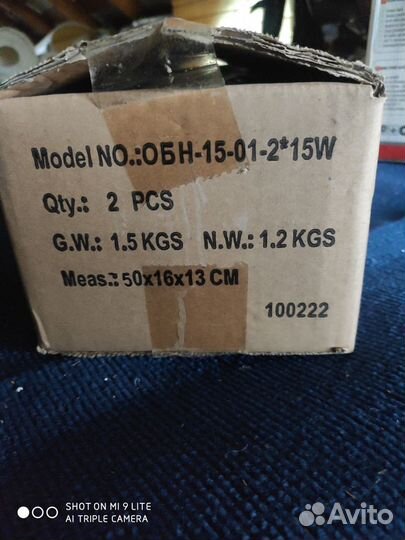 Model NO.:ОБН-15-01-2*15W
Qty.: 2 PCS
G.W.: 1.5 KGS N.W.: 1.2 KGS
Meas.: 50x16x13 CM
100222
SHOT ON MI 9 LITE
AI TRIPLE CAMERA
Avito